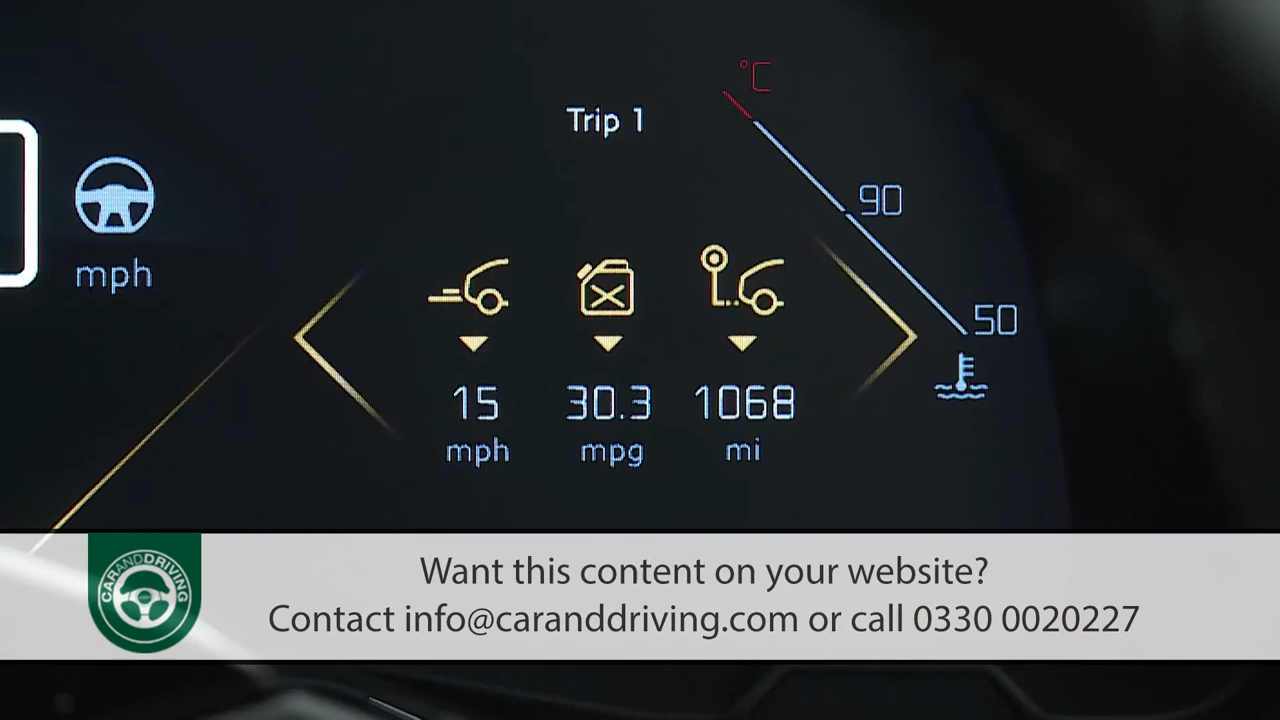 °C
Trip 1
90
mph
50
15 30.3 1068
mph mpg mi
CARANDDRIVING
Want this content on your website?
Contact info@caranddriving.com or call 0330 0020227